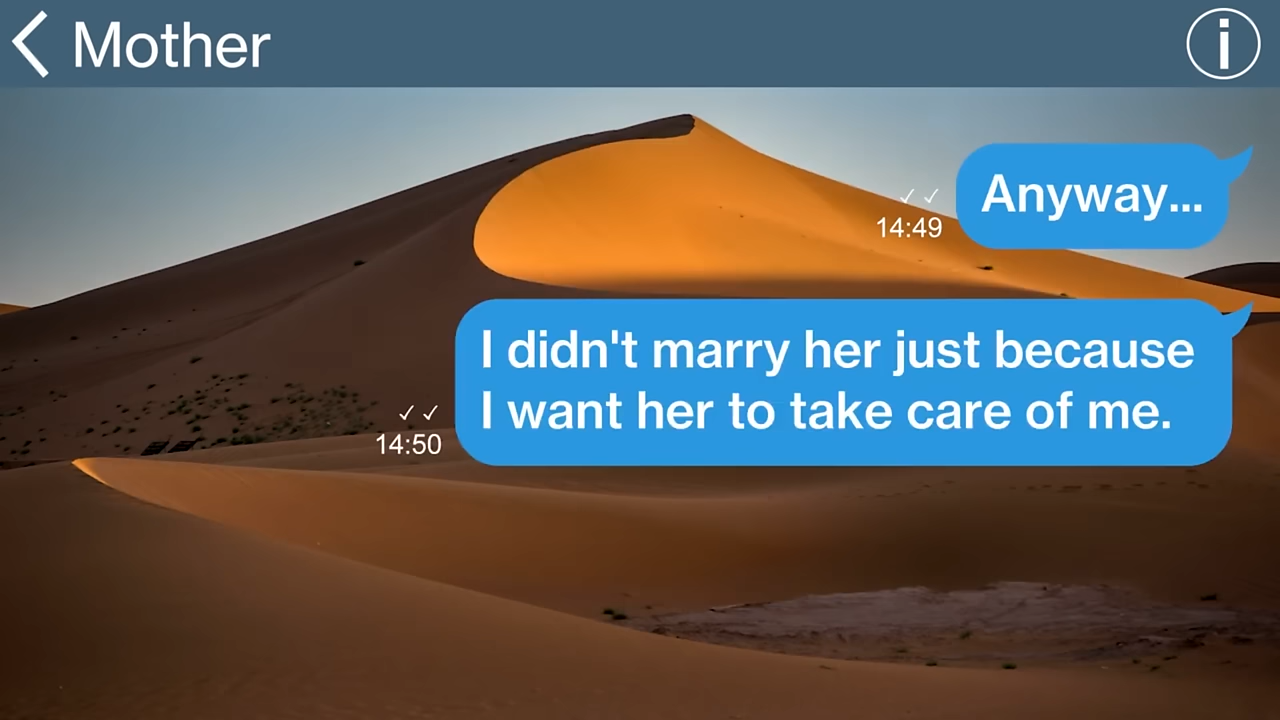 Mother
Anyway...
14:49
I didn't marry her just because
I want her to take care of me.
14:50